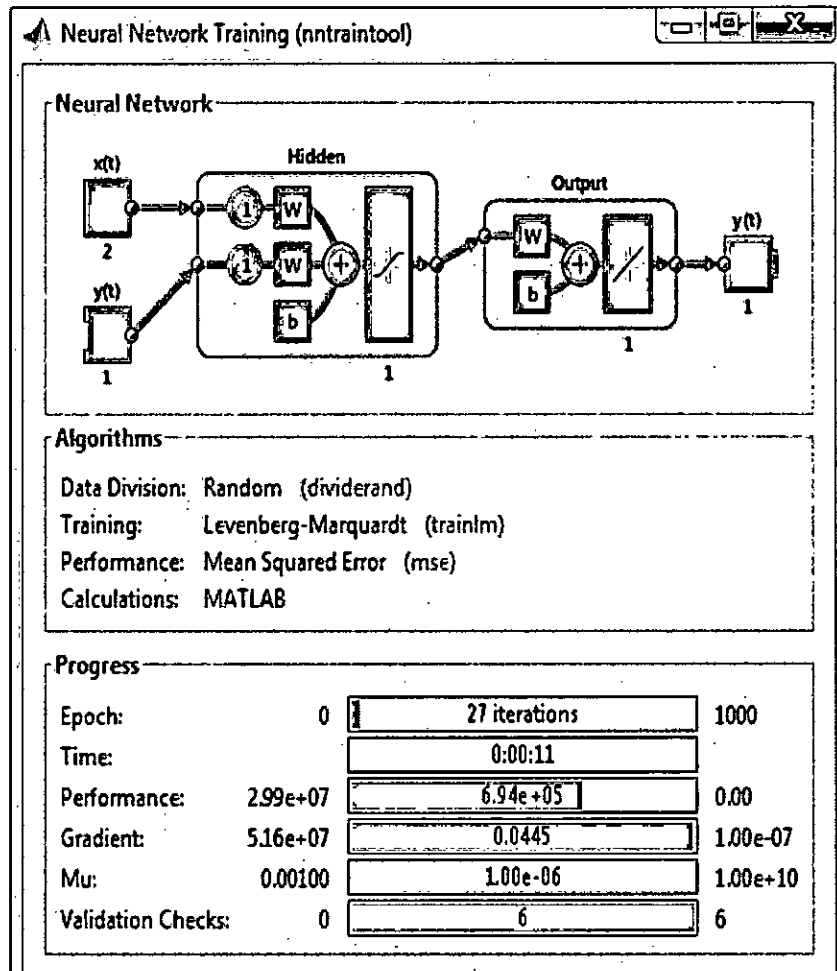 Neural Network Training (nntraintool)
Neural Network
x(t)
2
y(t)
1
Hidden
1 W
1 W
+
b
1
Output
W
+
b
1
y(t)
1
Algorithms
Data Division: Random (dividerand)
Training: Levenberg-Marquardt (trainlm)
Performance: Mean Squared Error (mse)
Calculations: MATLAB
Progress
Epoch: 0 27 iterations 1000
Time: 0:00:11
Performance: 2.99e+07 6.94e+05 0.00
Gradient: 5.16e+07 0.0445 1.00e-07
Mu: 0.00100 1.00e-06 1.00e+10
Validation Checks: 0 6 6